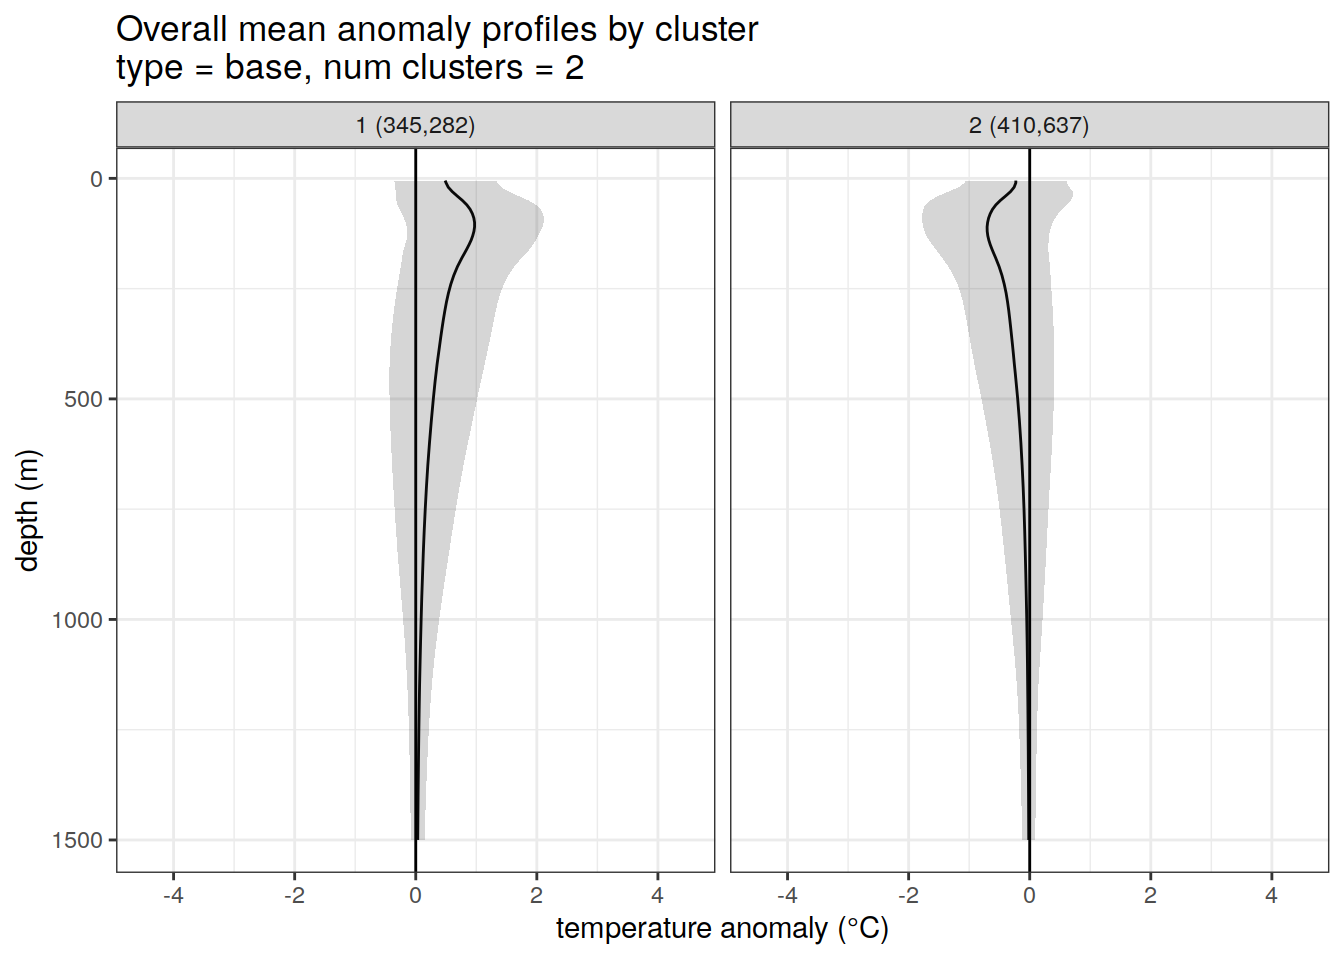 Overall mean anomaly profiles by cluster
type = base, num clusters = 2
1 (345,282)
2 (410,637)
depth (m)
0
500
1000
1500
-4 -2 0 2 4
-4 -2 0 2 4
temperature anomaly (°C)